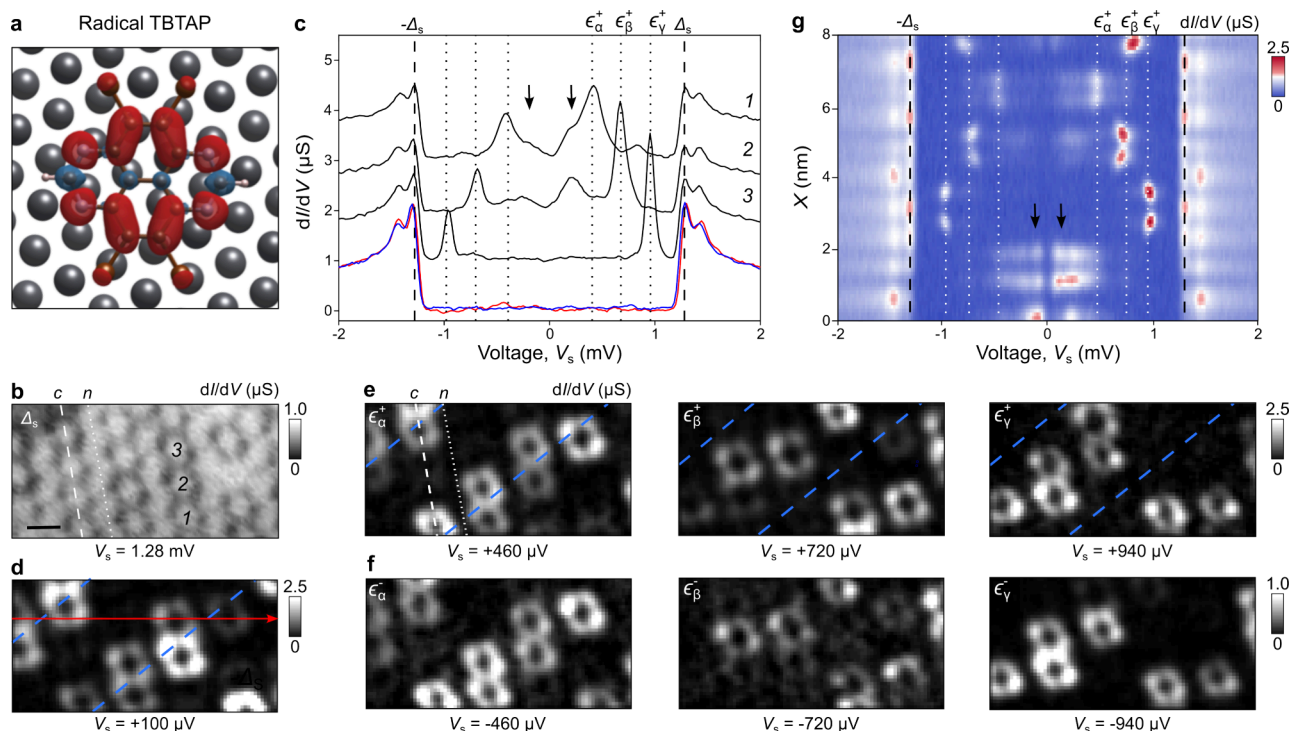 a
Radical TBTAP
c
-Δs
ϵα+
ϵβ+
ϵγ+
Δs
dI/dV (µS)
5
4
3
2
1
0
1
2
3
-2
-1
0
1
2
Voltage, Vs (mV)
g
-Δs
ϵα+
ϵβ+
ϵγ+
dI/dV (µS)
2.5
0
X (nm)
8
6
4
2
0
-2
-1
0
1
2
Voltage, Vs (mV)
b
c
n
dI/dV (µS)
Δs
1.0
0
3
2
1
Vs = 1.28 mV
d
2.5
0
Δs
Vs = +100 µV
e
c
n
dI/dV (µS)
ϵα+
ϵβ+
ϵγ+
2.5
0
Vs = +460 µV
Vs = +720 µV
Vs = +940 µV
f
ϵα-
ϵβ-
ϵγ-
1.0
0
Vs = -460 µV
Vs = -720 µV
Vs = -940 µV